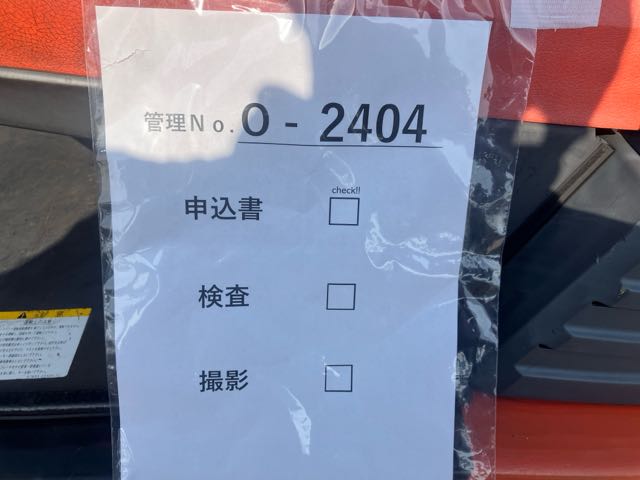 管理No. O - 2404
check!!
申込書 □
検査 □
撮影 □